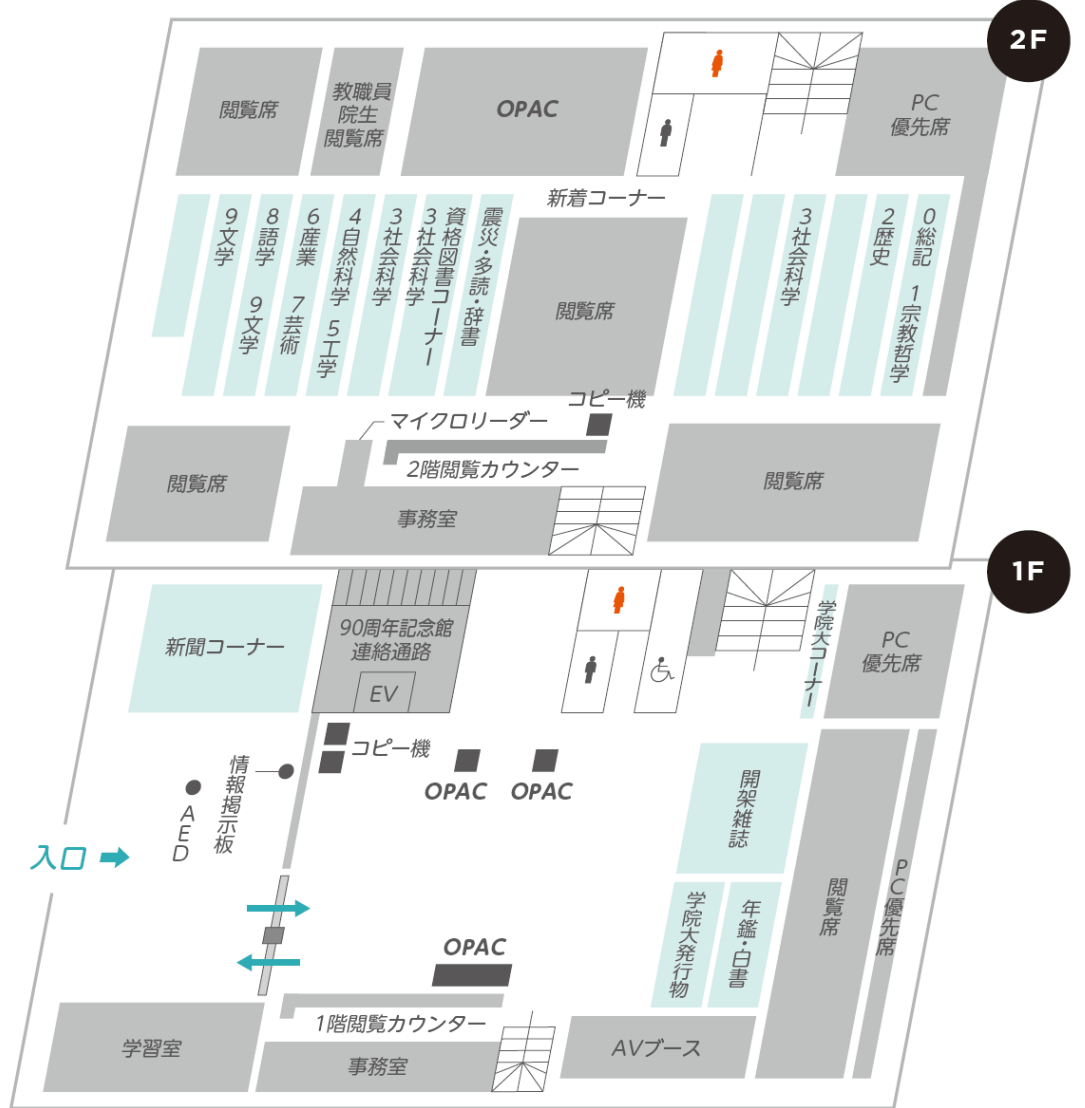 2F
閲覧席
教職員
院生
閲覧席
OPAC
PC
優先席
新着コーナー
9文学
8語学
9文学
6産業
7芸術
4自然科学
5工学
3社会科学
3社会科学
資格図書コーナー
震災・多読・辞書
閲覧席
3社会科学
2歴史
0総記
1宗教哲学
コピー機
マイクロリーダー
2階閲覧カウンター
閲覧席
事務室
閲覧席
1F
新聞コーナー
90周年記念館
連絡通路
EV
学院大コーナー
PC
優先席
コピー機
情報掲示板
AED
OPAC
OPAC
入口
開架雑誌
学院大発行物
年鑑・白書
閲覧席
PC優先席
OPAC
1階閲覧カウンター
学習室
事務室
AVブース